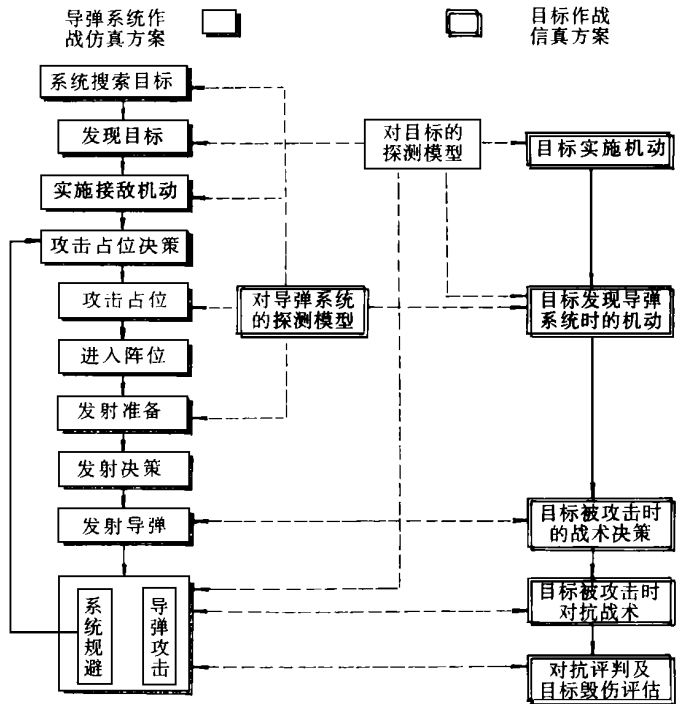 导弹系统作
战仿真方案
目标作战
信真方案
系统搜索目标
发现目标
对目标的
探测模型
目标实施机动
实施接敌机动
攻击占位决策
攻击占位
对导弹系统
的探测模型
目标发现导弹
系统时的机动
进入阵位
发射准备
发射决策
发射导弹
目标被攻击时
的战术决策
系统规避
导弹攻击
目标被攻击时
对抗战术
对抗评判及
目标毁伤评估